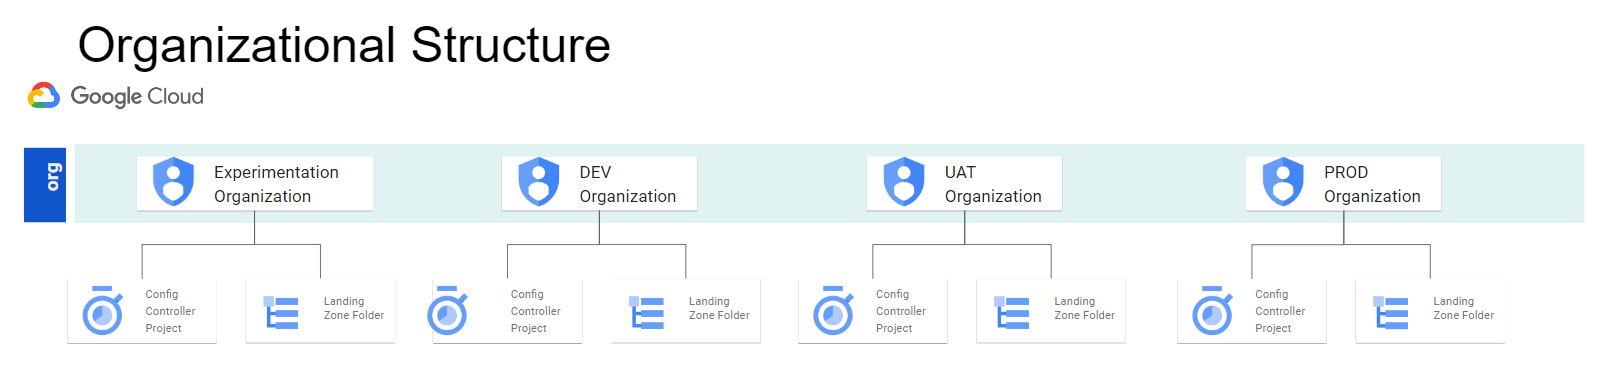 Organizational Structure
Google Cloud
org
Experimentation
Organization
DEV
Organization
UAT
Organization
PROD
Organization
Config
Controller
Project
Landing
Zone Folder
Config
Controller
Project
Landing
Zone Folder
Config
Controller
Project
Landing
Zone Folder
Config
Controller
Project
Landing
Zone Folder